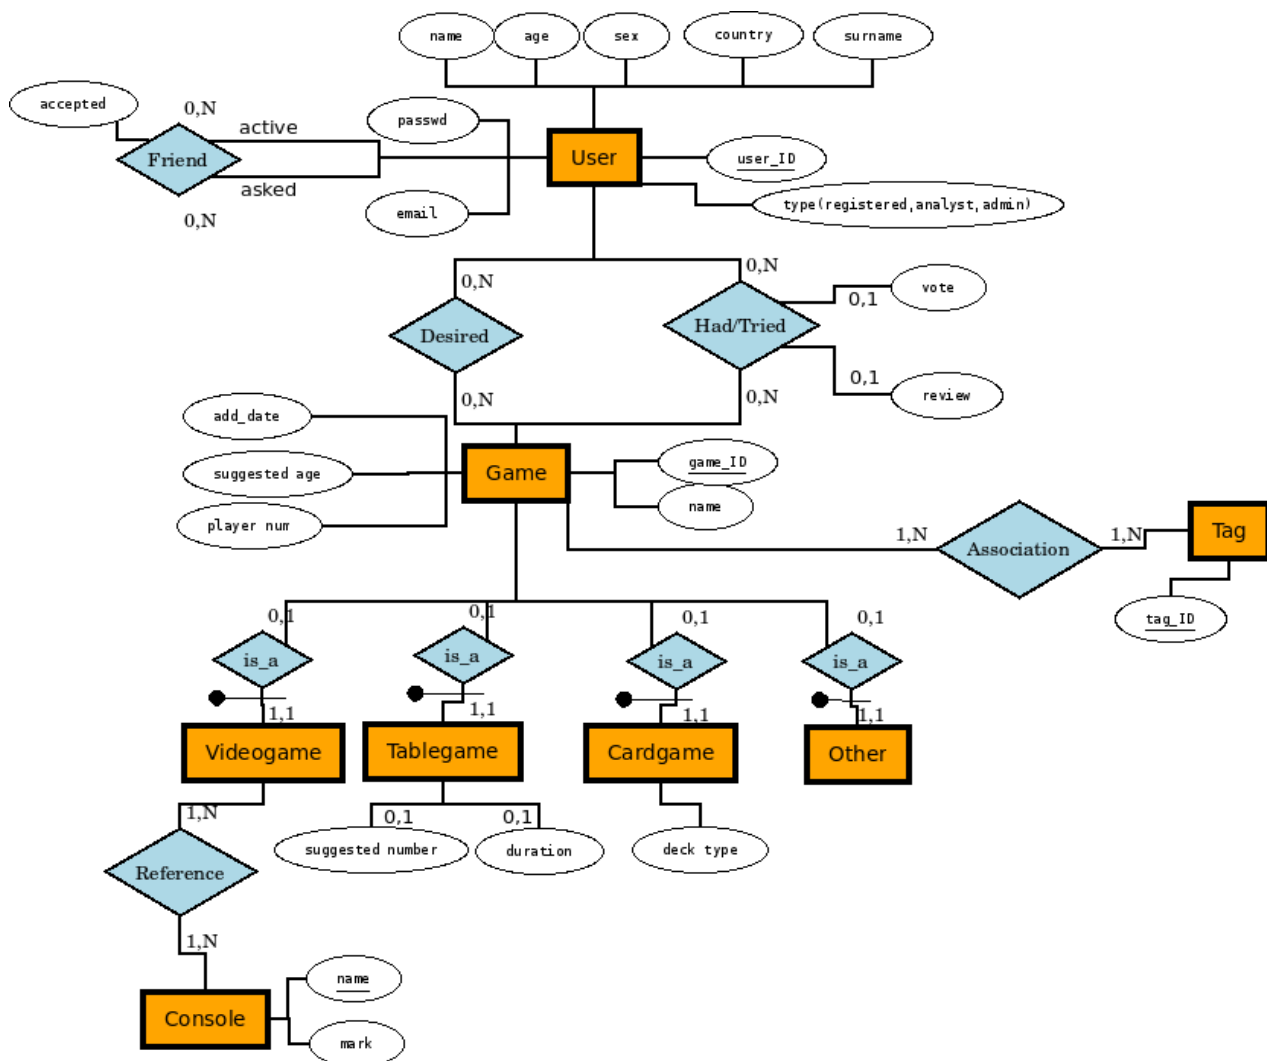 name
age
sex
country
surname
accepted
0,N
active
passwd
Friend
User
user_ID
asked
0,N
email
type(registered,analyst,admin)
0,N
0,N
vote
0,1
Desired
Had/Tried
0,1
review
0,N
0,N
add_date
suggested age
Game
game_ID
player num
name
1,N
Association
1,N
Tag
tag_ID
0,1
0,1
0,1
0,1
is_a
is_a
is_a
is_a
1,1
1,1
1,1
1,1
Videogame
Tablegame
Cardgame
Other
1,N
0,1
0,1
suggested number
duration
deck type
Reference
1,N
name
Console
mark